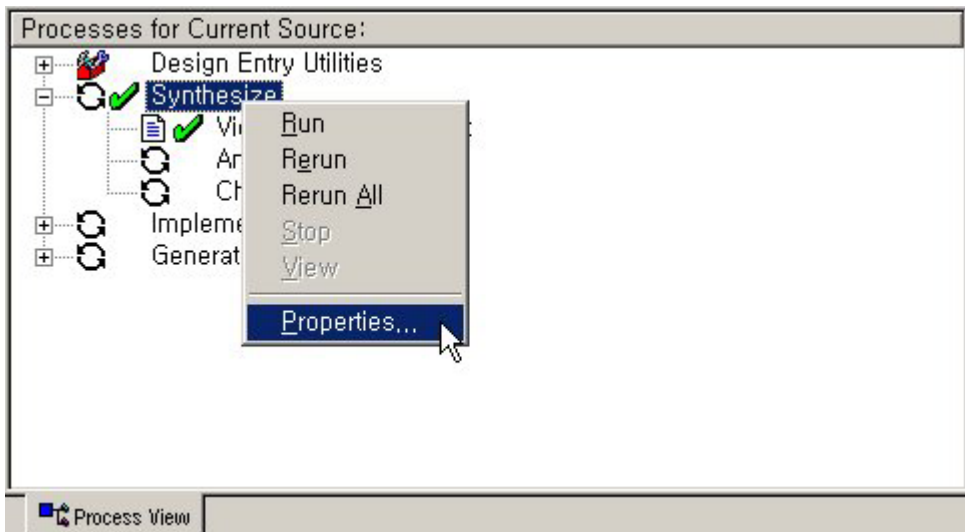 Processes for Current Source:
Design Entry Utilities
Synthesize
Run
Rerun
Rerun All
Stop
View
Properties...
Process View